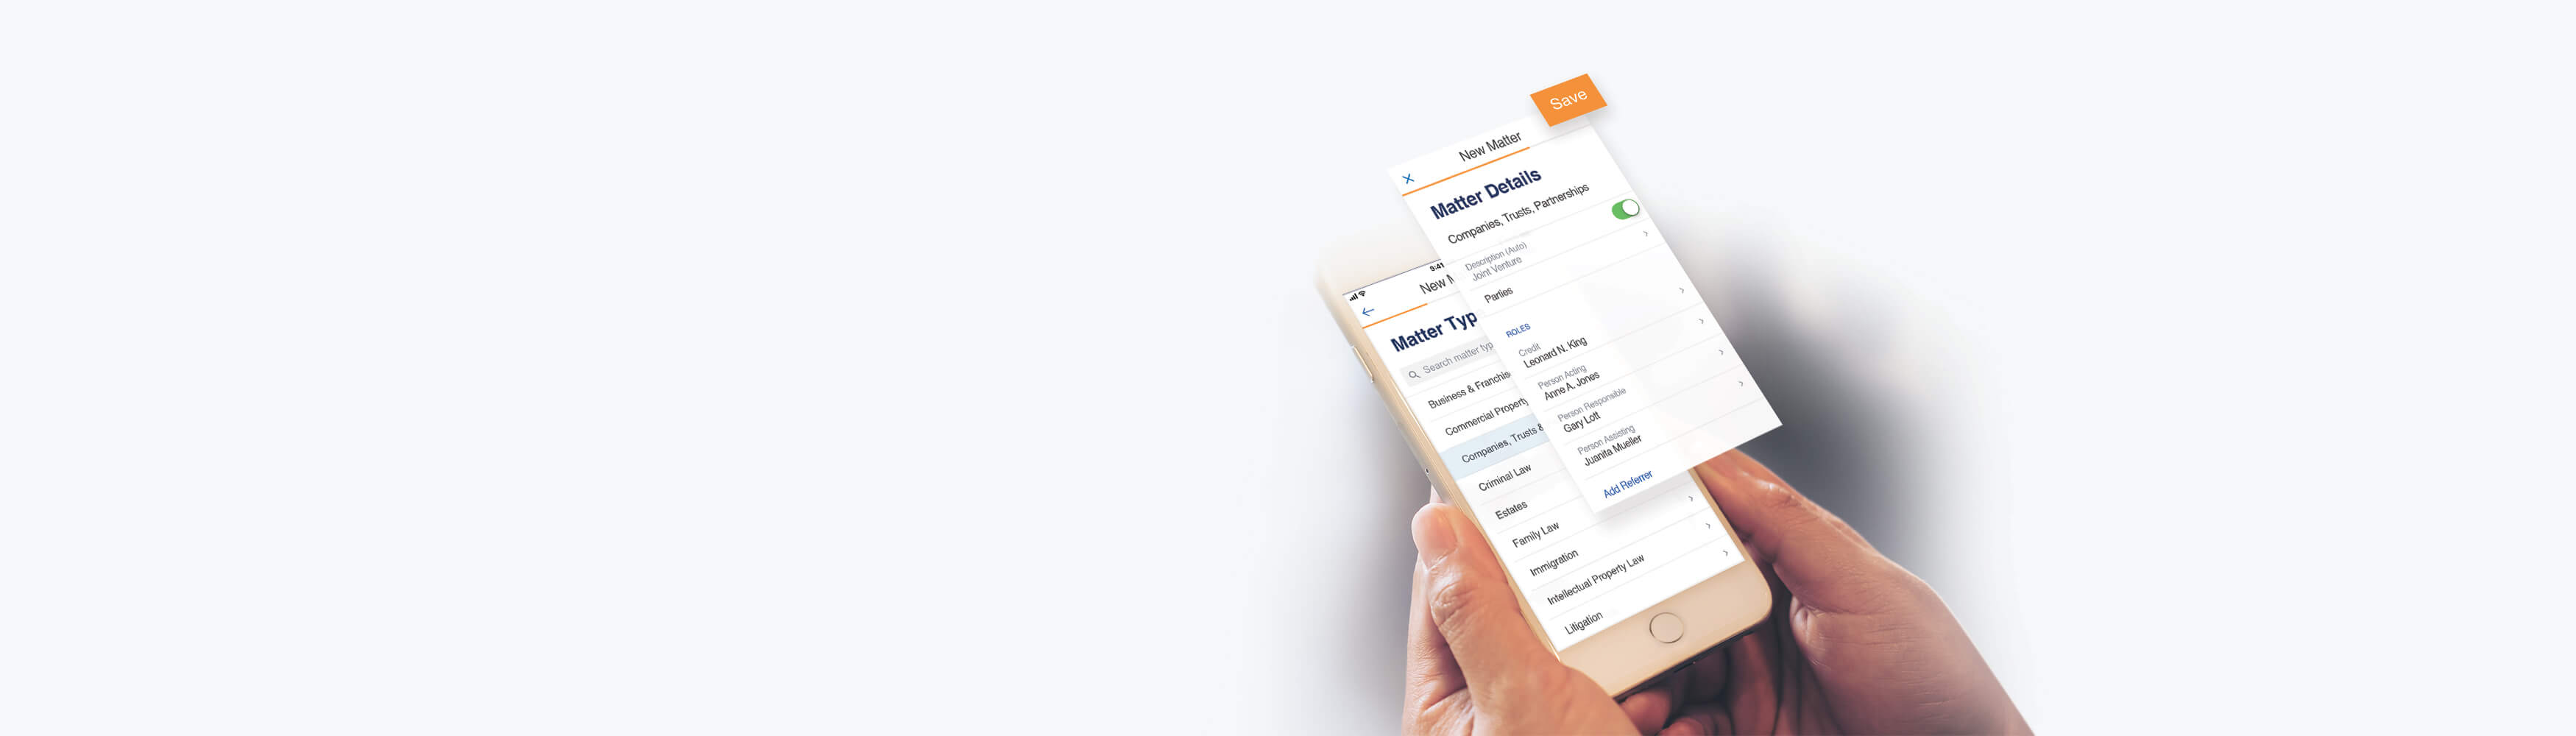 Save
New Matter
Matter Details
Companies, Trusts, Partnerships
Description (Auto)
Joint Venture
Parties
ROLES
Credit
Leonard N. King
Person Acting
Anne A. Jones
Person Responsible
Gary Loft
Person Assisting
Juanita Mueller
Add Referrer
9:41
New M
Matter Typ
Search matter typ
Business & Franchis
Commercial Property
Companies, Trusts &
Criminal Law
Estates
Family Law
Immigration
Intellectual Property Law
Litigation